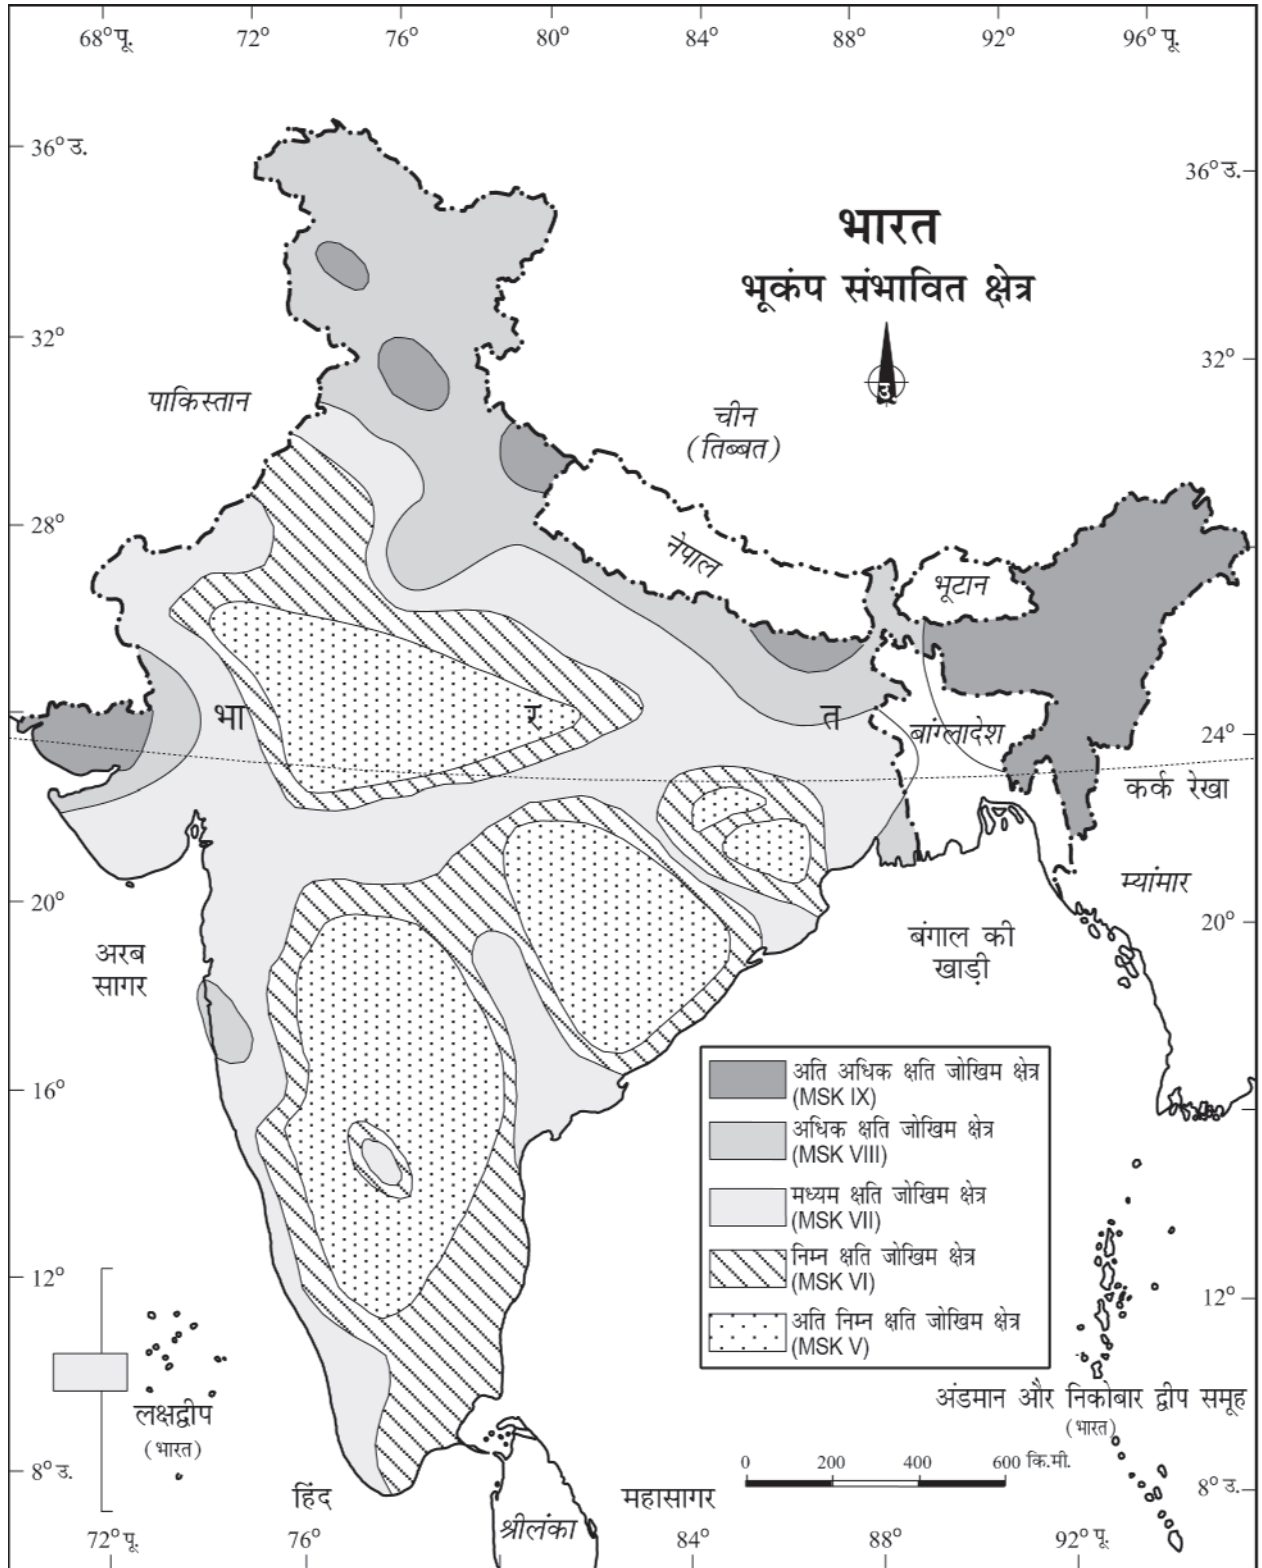 68° पू.
72°
76°
80°
84°
88°
92°
96° पू.
36° उ.
36° उ.
भारत
भूकंप संभावित क्षेत्र
32°
32°
उ
पाकिस्तान
चीन
(तिब्बत)
28°
नेपाल
भूटान
भा
र
त
बांग्लादेश
24°
कर्क रेखा
म्यांमार
20°
20°
अरब
सागर
बंगाल की
खाड़ी
16°
अति अधिक क्षति जोखिम क्षेत्र
(MSK IX)
अधिक क्षति जोखिम क्षेत्र
(MSK VIII)
मध्यम क्षति जोखिम क्षेत्र
(MSK VII)
निम्न क्षति जोखिम क्षेत्र
(MSK VI)
अति निम्न क्षति जोखिम क्षेत्र
(MSK V)
12°
12°
लक्षद्वीप
(भारत)
अंडमान और निकोबार द्वीप समूह
(भारत)
0 200 400 600 कि.मी.
8° उ.
8° उ.
हिंद
महासागर
श्रीलंका
72° पू.
76°
84°
88°
92° पू.